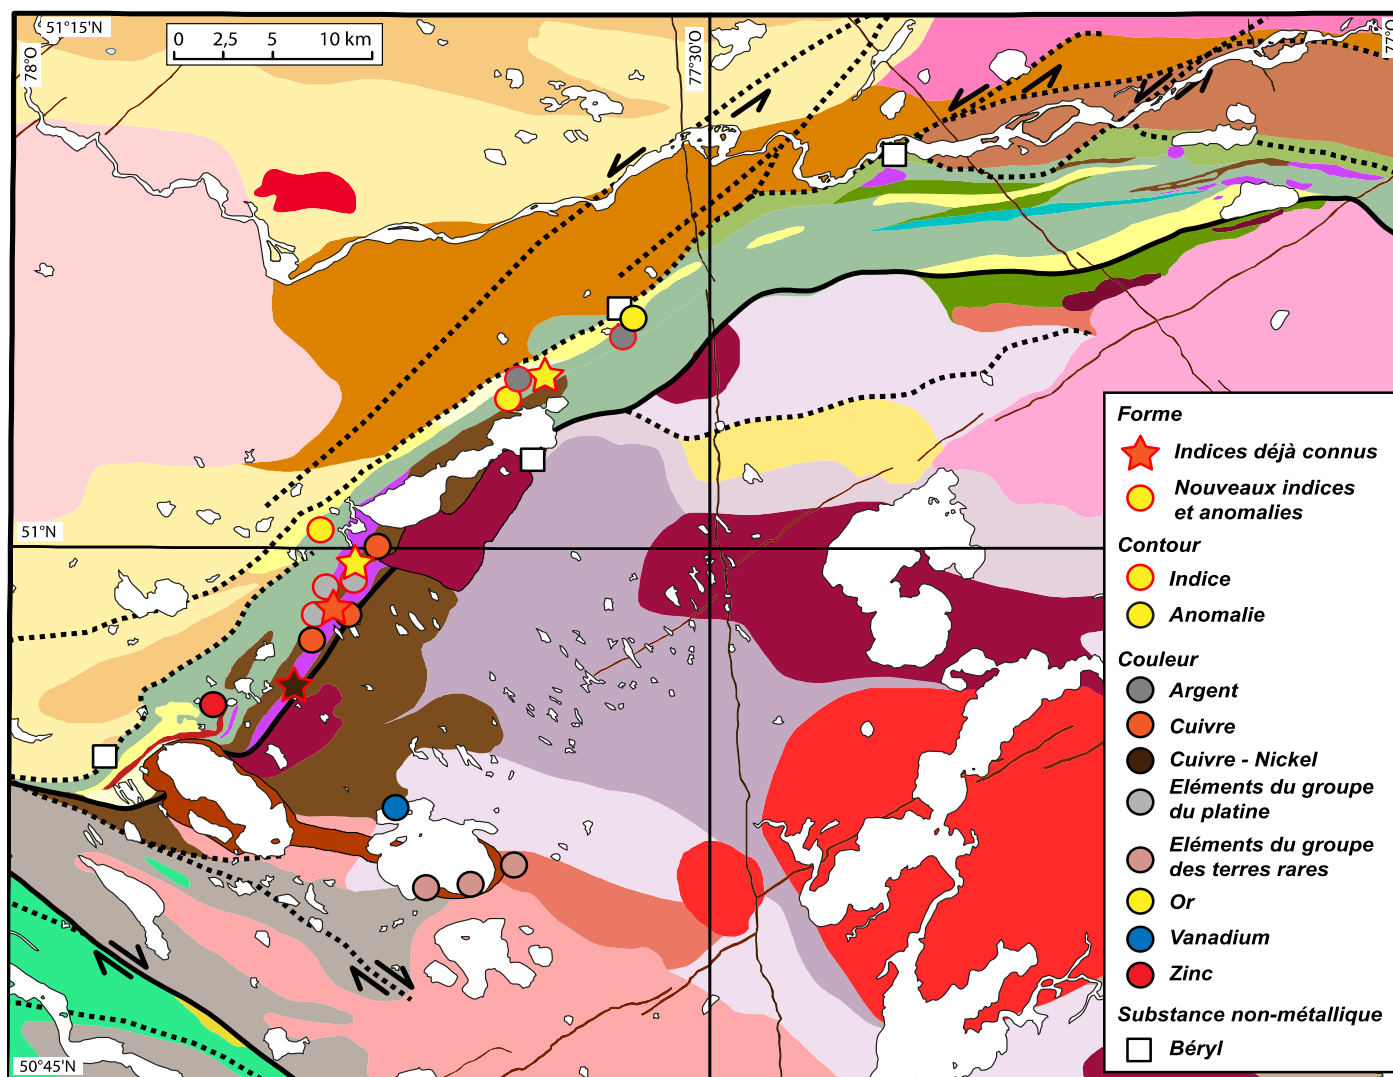 51°15'N
78°O
0 2,5 5 10 km
77°30'O
77°O
51°N
50°45'N
Forme
Indices déjà connus
Nouveaux indices
et anomalies
Contour
Indice
Anomalie
Couleur
Argent
Cuivre
Cuivre - Nickel
Eléments du groupe
du platine
Eléments du groupe
des terres rares
Or
Vanadium
Zinc
Substance non-métallique
Béryl